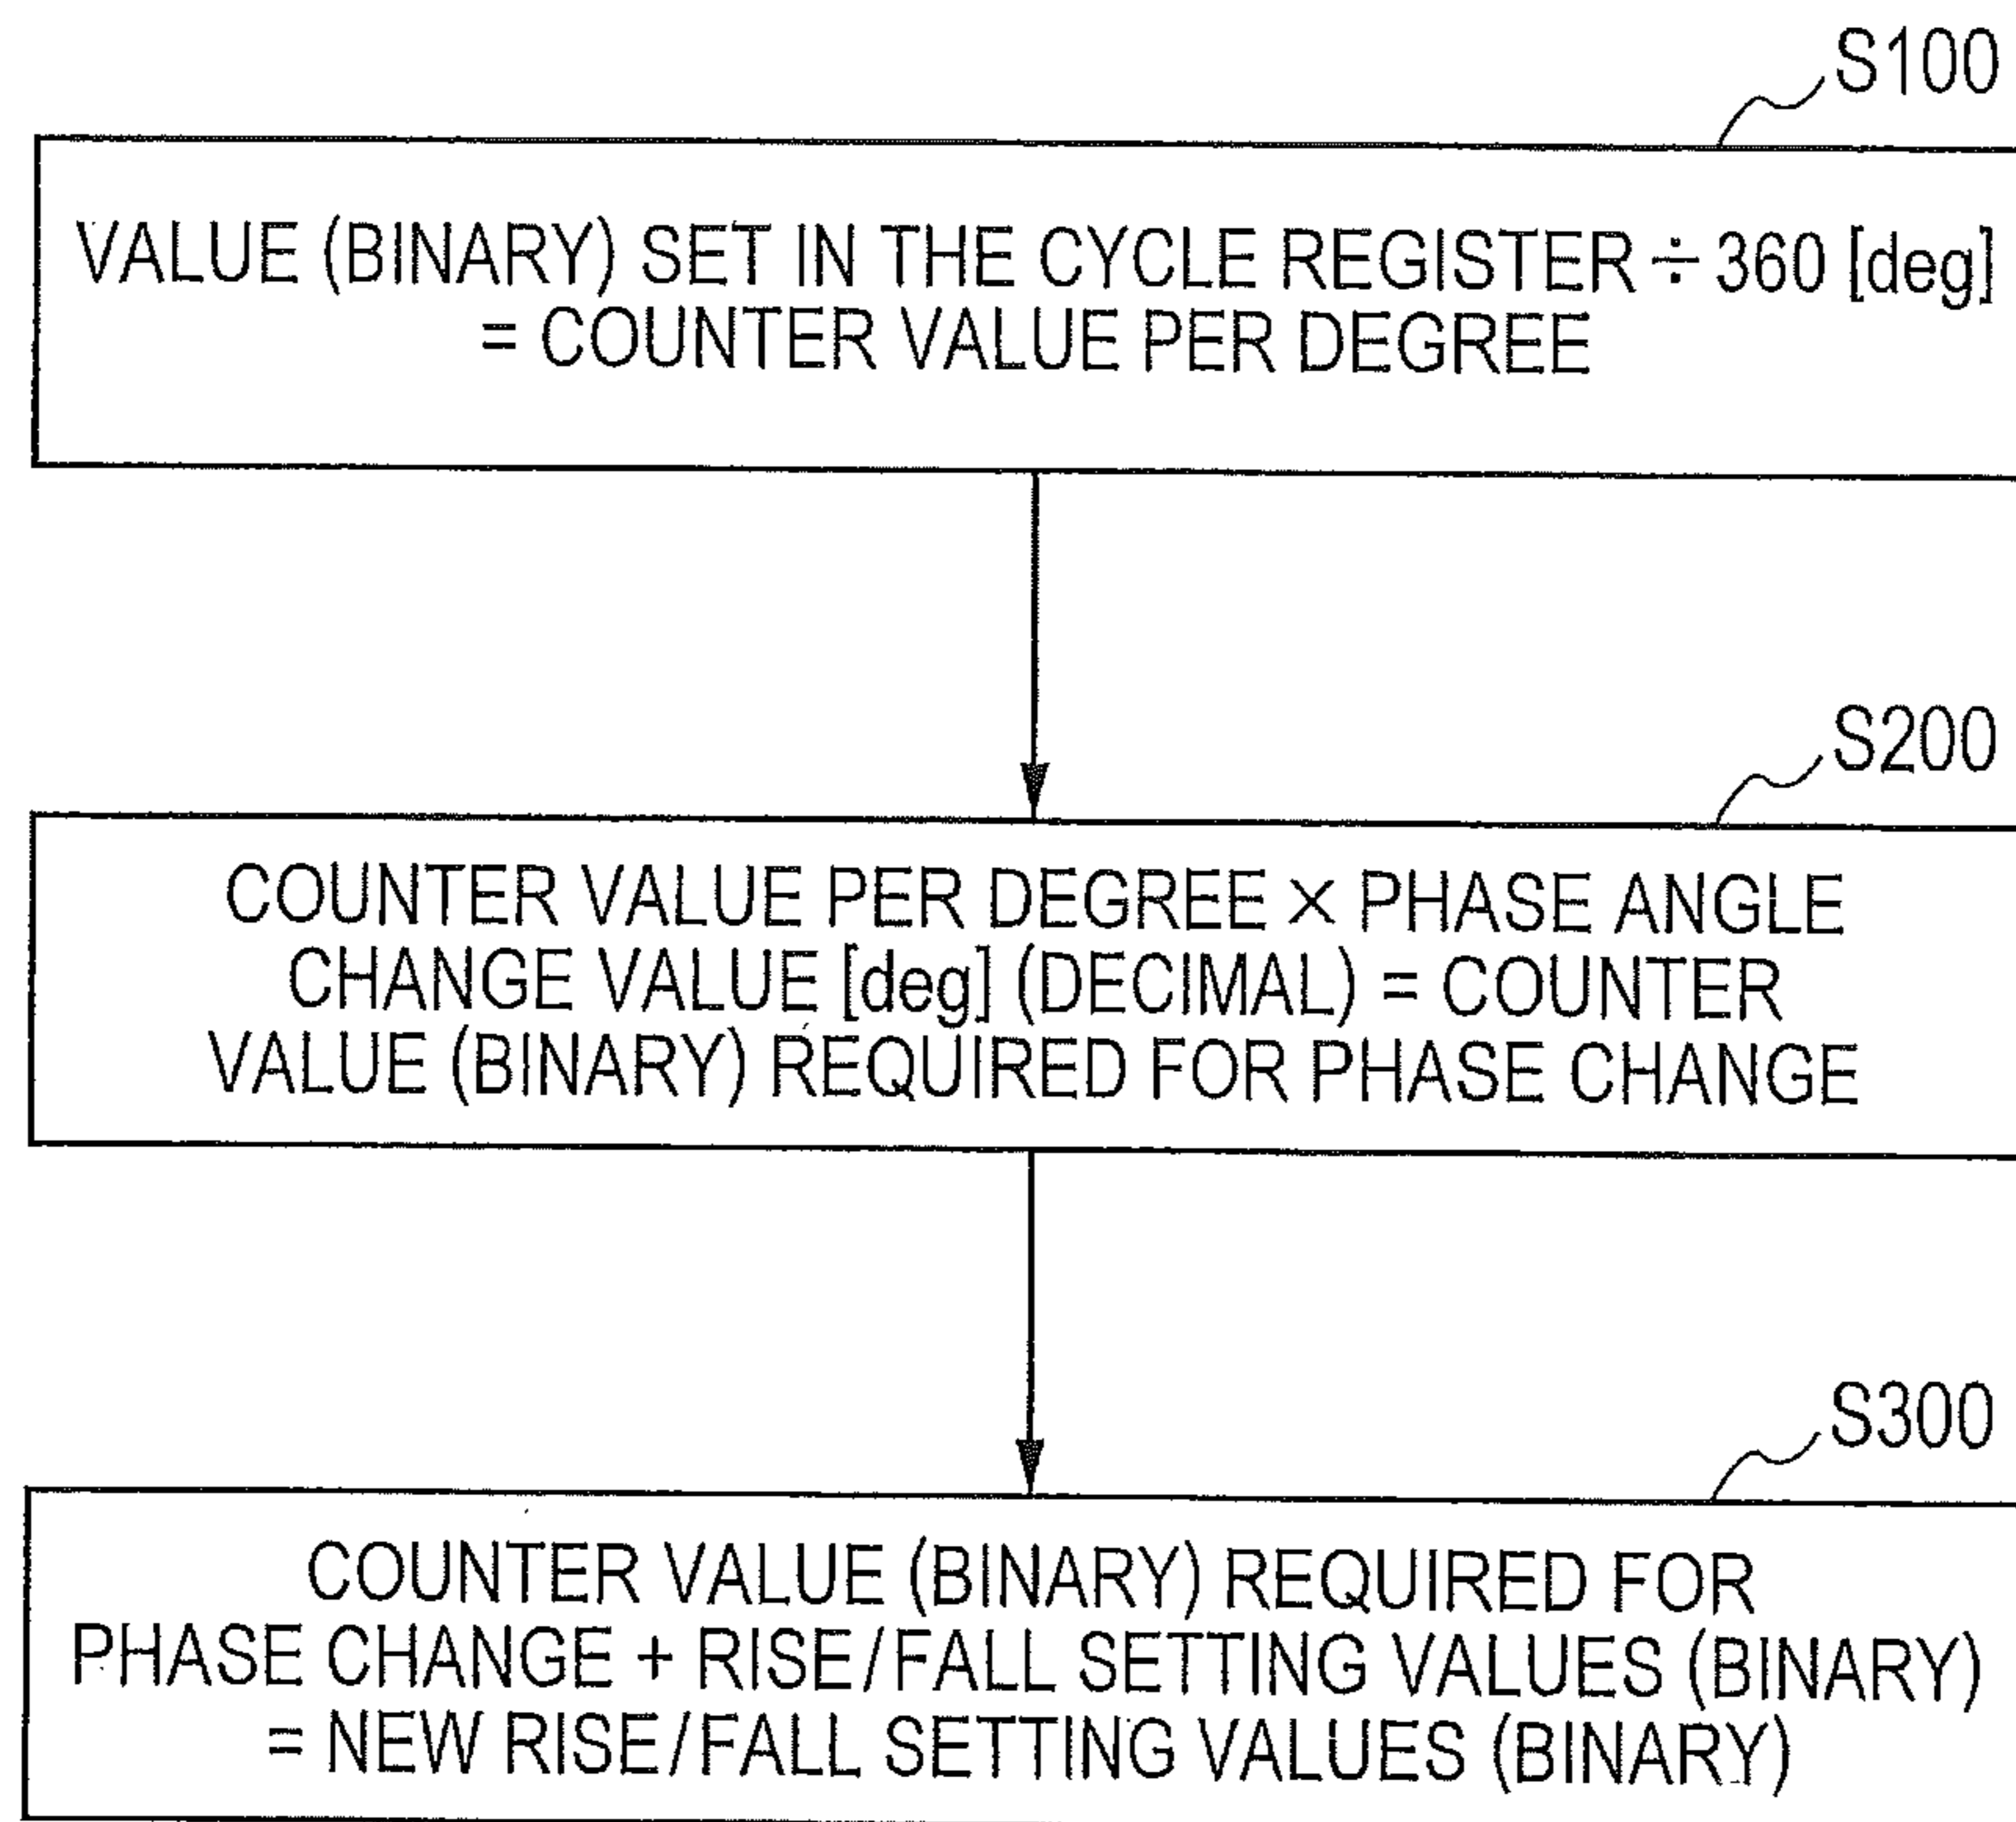 S100
VALUE (BINARY) SET IN THE CYCLE REGISTER ÷ 360 [deg]
= COUNTER VALUE PER DEGREE
S200
COUNTER VALUE PER DEGREE × PHASE ANGLE
CHANGE VALUE [deg] (DECIMAL) = COUNTER
VALUE (BINARY) REQUIRED FOR PHASE CHANGE
S300
COUNTER VALUE (BINARY) REQUIRED FOR
PHASE CHANGE + RISE/FALL SETTING VALUES (BINARY)
= NEW RISE/FALL SETTING VALUES (BINARY)